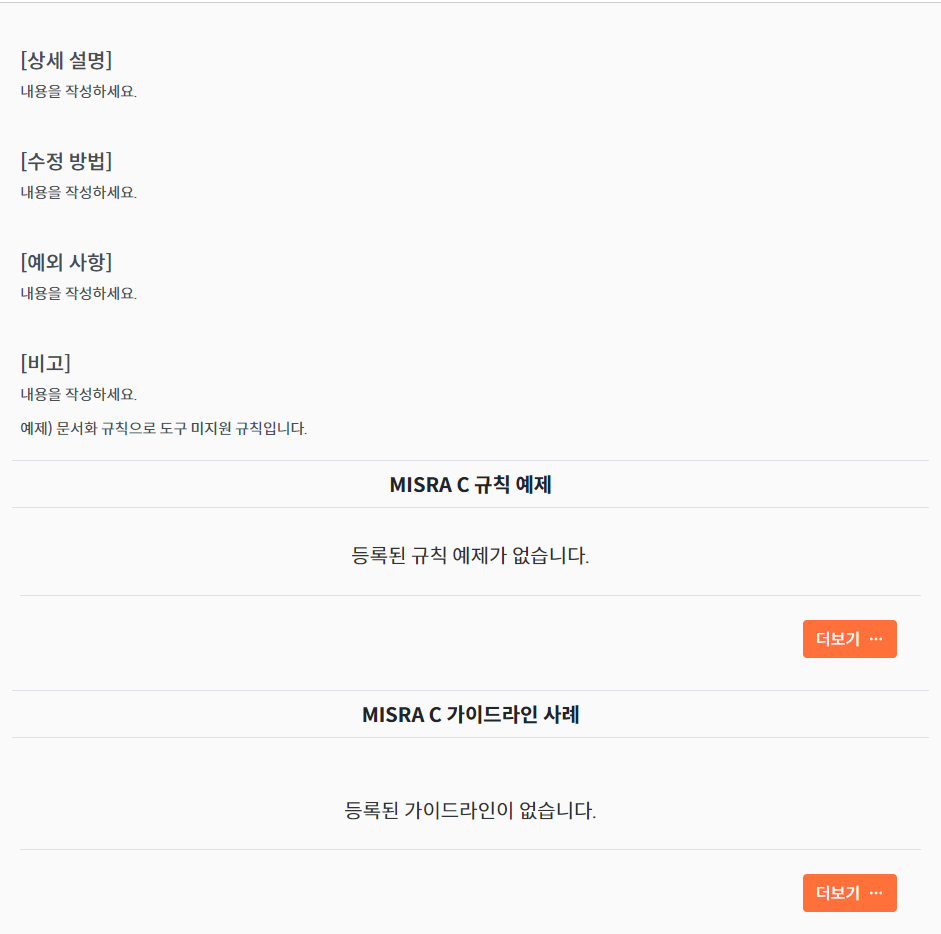 [상세 설명]
내용을 작성하세요.
[수정 방법]
내용을 작성하세요.
[예외 사항]
내용을 작성하세요.
[비고]
내용을 작성하세요.
예제) 문서화 규칙으로 도구 미지원 규칙입니다.
MISRA C 규칙 예제
등록된 규칙 예제가 없습니다.
더보기 ···
MISRA C 가이드라인 사례
등록된 가이드라인이 없습니다.
더보기 ···